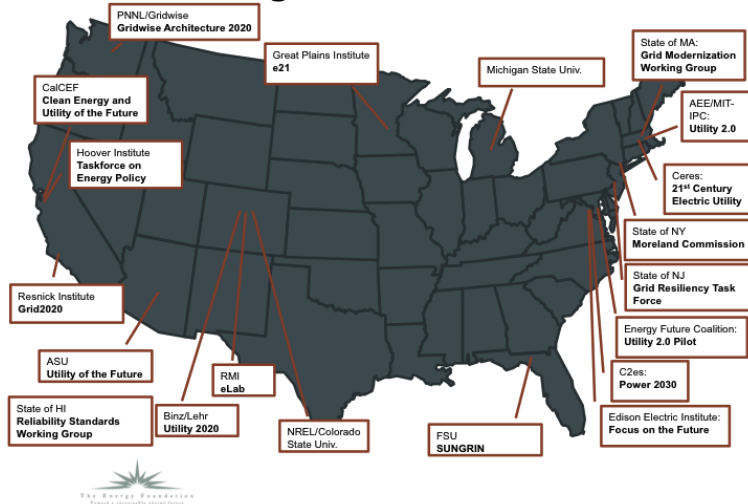 PNNL/Gridwise
Gridwise Architecture 2020
Great Plains Institute
e21
Michigan State Univ.
State of MA:
Grid Modernization
Working Group
CalCEF
Clean Energy and
Utility of the Future
AEE/MIT-
IPC:
Utility 2.0
Hoover Institute
Taskforce on
Energy Policy
Ceres:
21st Century
Electric Utility
State of NY
Moreland Commission
State of NJ
Grid Resiliency Task
Force
Resnick Institute
Grid2020
Energy Future Coalition:
Utility 2.0 Pilot
ASU
Utility of the Future
RMI
eLab
C2es:
Power 2030
State of HI
Reliability Standards
Working Group
Binz/Lehr
Utility 2020
NREL/Colorado
State Univ.
FSU
SUNGRIN
Edison Electric Institute:
Focus on the Future
The Energy Foundation